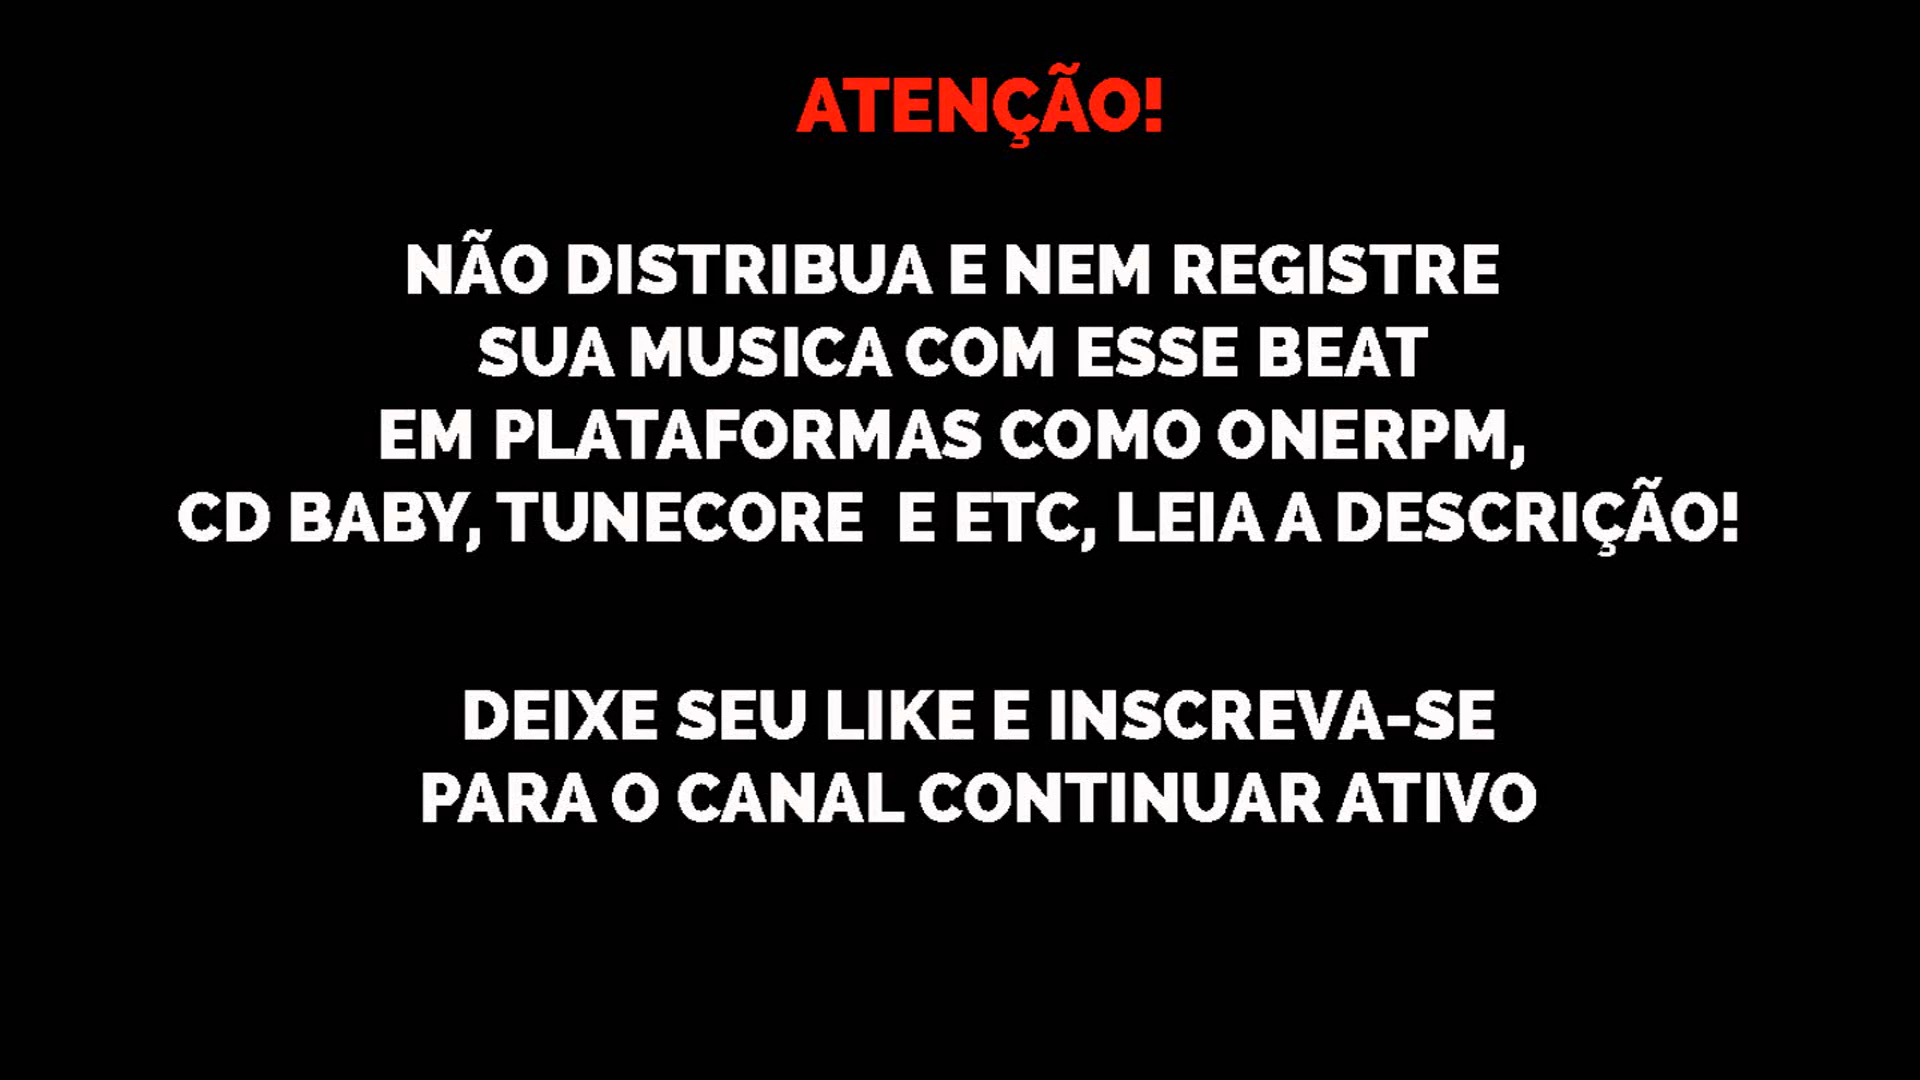 ATENÇÃO!
NÃO DISTRIBUA E NEM REGISTRE
SUA MUSICA COM ESSE BEAT
EM PLATAFORMAS COMO ONERPM,
CD BABY, TUNECORE  E ETC, LEIA A DESCRIÇÃO!
DEIXE SEU LIKE E INSCREVA-SE
PARA O CANAL CONTINUAR ATIVO